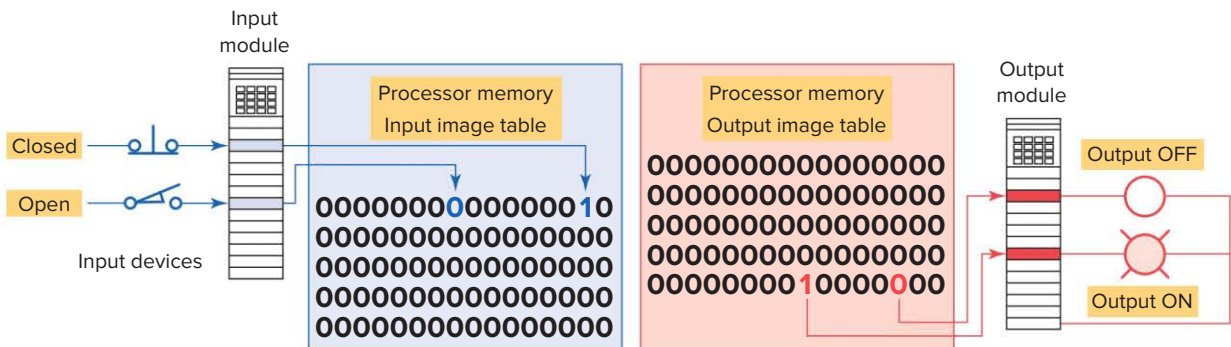 Input
module
Closed
Open
Input devices
Processor memory
Input image table
0000000000000010
0000000000000000
0000000000000000
0000000000000000
0000000000000000
Processor memory
Output image table
0000000000000000
0000000000000000
0000000000000000
0000000000000000
0000000010000000
Output
module
Output OFF
Output ON